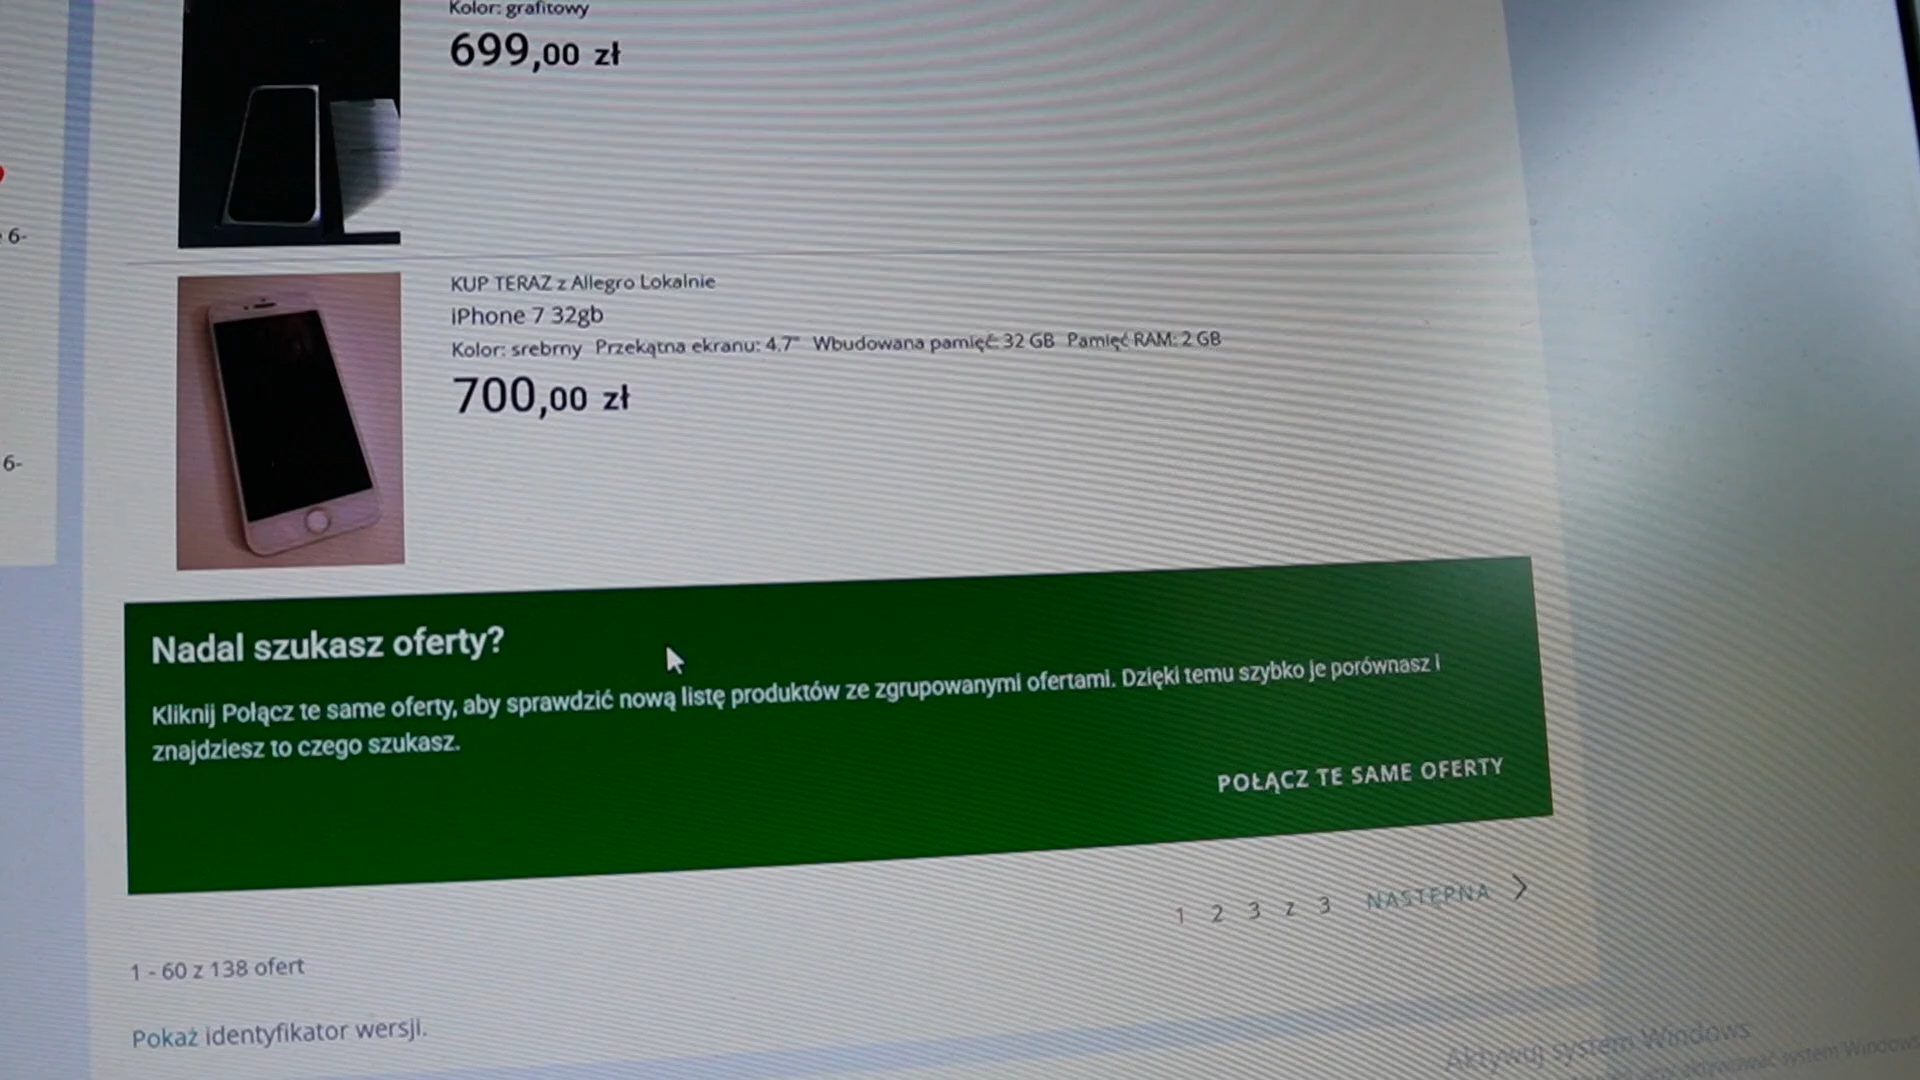 Kolor: grafitowy
699,00 zł
6-
KUP TERAZ z Allegro Lokalnie
iPhone 7 32gb
Kolor: srebrny Przekątna ekranu: 4.7" Wbudowana pamięć: 32 GB Pamięć RAM: 2 GB
700,00 zł
6-
Nadal szukasz oferty?
Kliknij Połącz te same oferty, aby sprawdzić nową listę produktów ze zgrupowanymi ofertami. Dzięki temu szybko je porównasz i
znajdziesz to czego szukasz.
POŁĄCZ TE SAME OFERTY
1 2 3 z 3 NASTĘPNA
1 - 60 z 138 ofert
Pokaż identyfikator wersji.
Aktywuj system Windows
aktywować system Windows